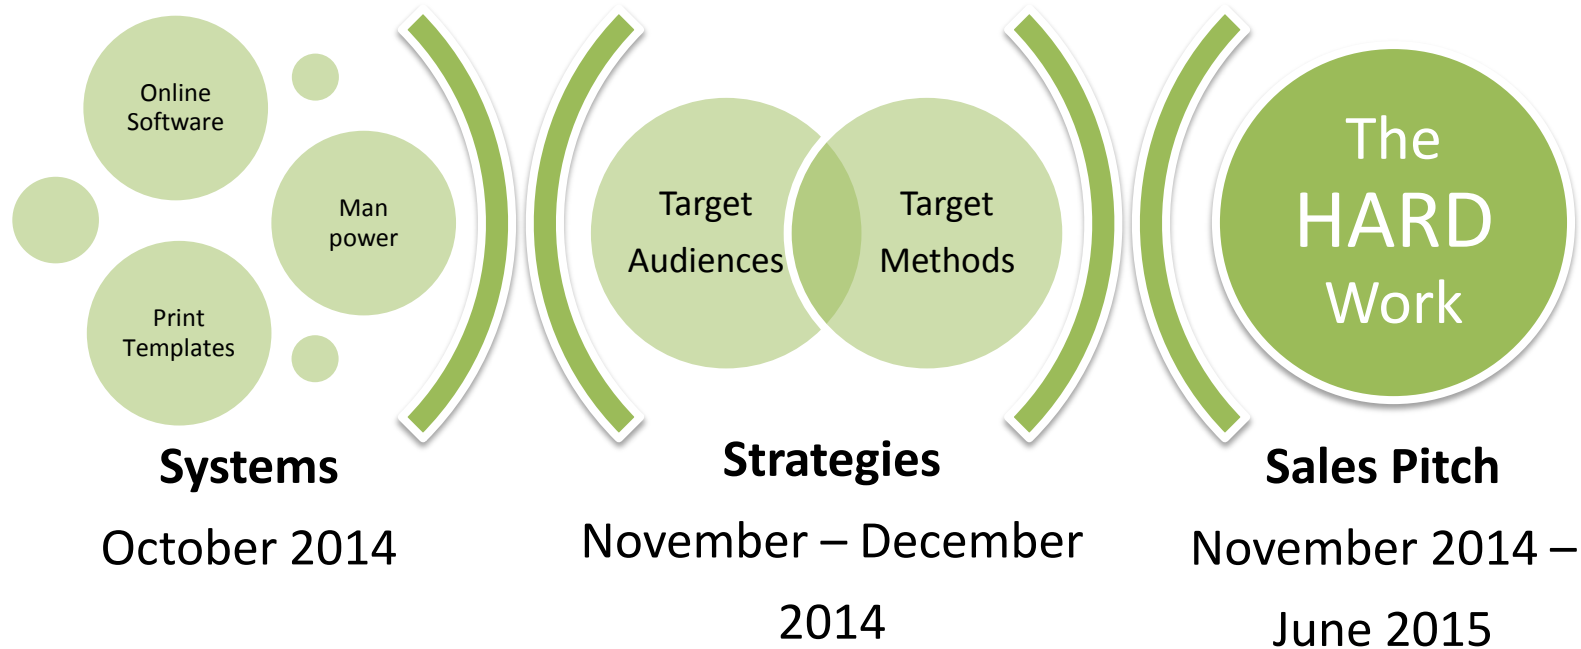 Online
Software
Man
power
Print
Templates
Systems
October 2014
Target
Audiences
Target
Methods
Strategies
November – December
2014
The
HARD
Work
Sales Pitch
November 2014 –
June 2015